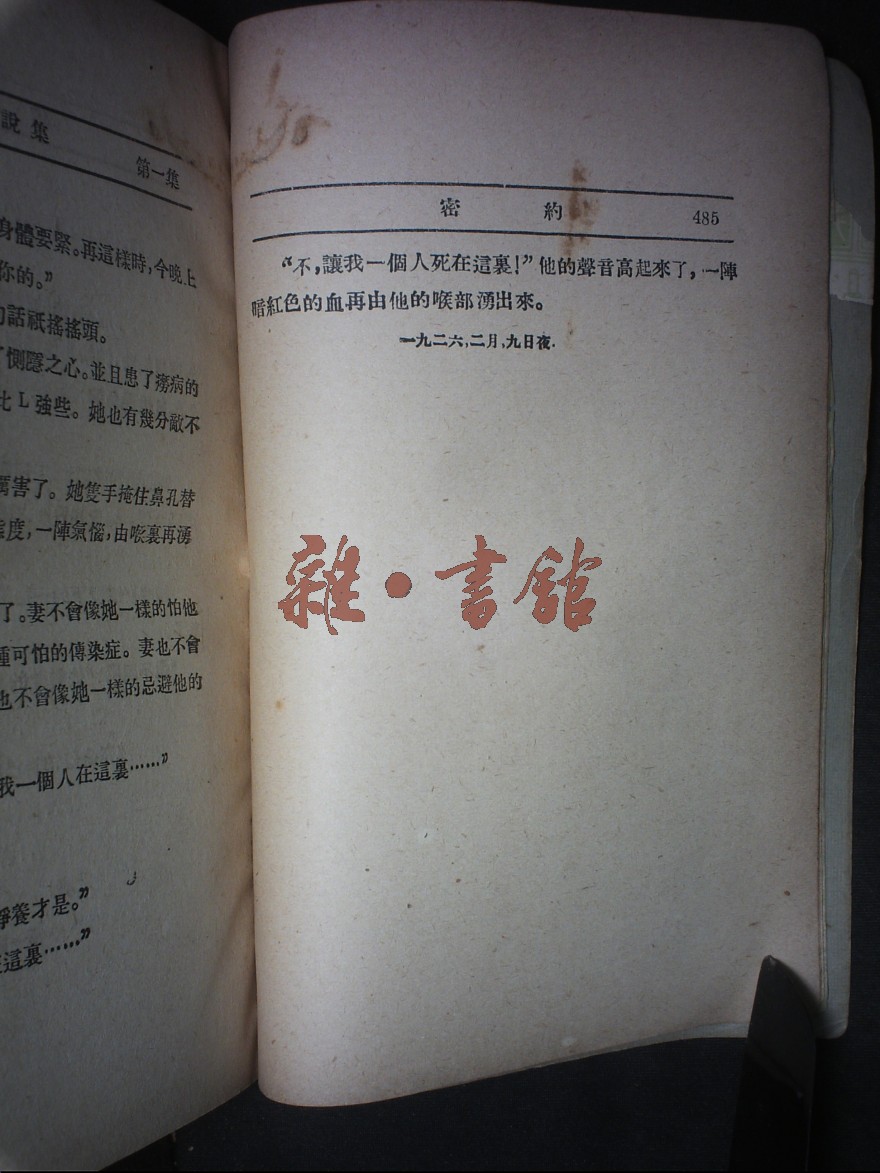 說集
第一集
身體要緊。再這樣時,今晚上
你的。”
話祇搖搖頭。
惻隱之心。並且患了癆病的
比L強些。她也有幾分敵不
厲害了。她雙手掩住鼻孔替
態度,一陣氣惱,由喉裏再湧
了。妻不會像她一樣的怕他
種可怕的傳染症。妻也不會
也不會像她一樣的忌避他的
我一個人在這裏……”
靜養才是。”
這裏……”
密約 485
“不,讓我一個人死在這裏!”他的聲音高起來了,一陣
暗紅色的血再由他的喉部湧出來。
一九二六,二月,九日夜.
雜·書館